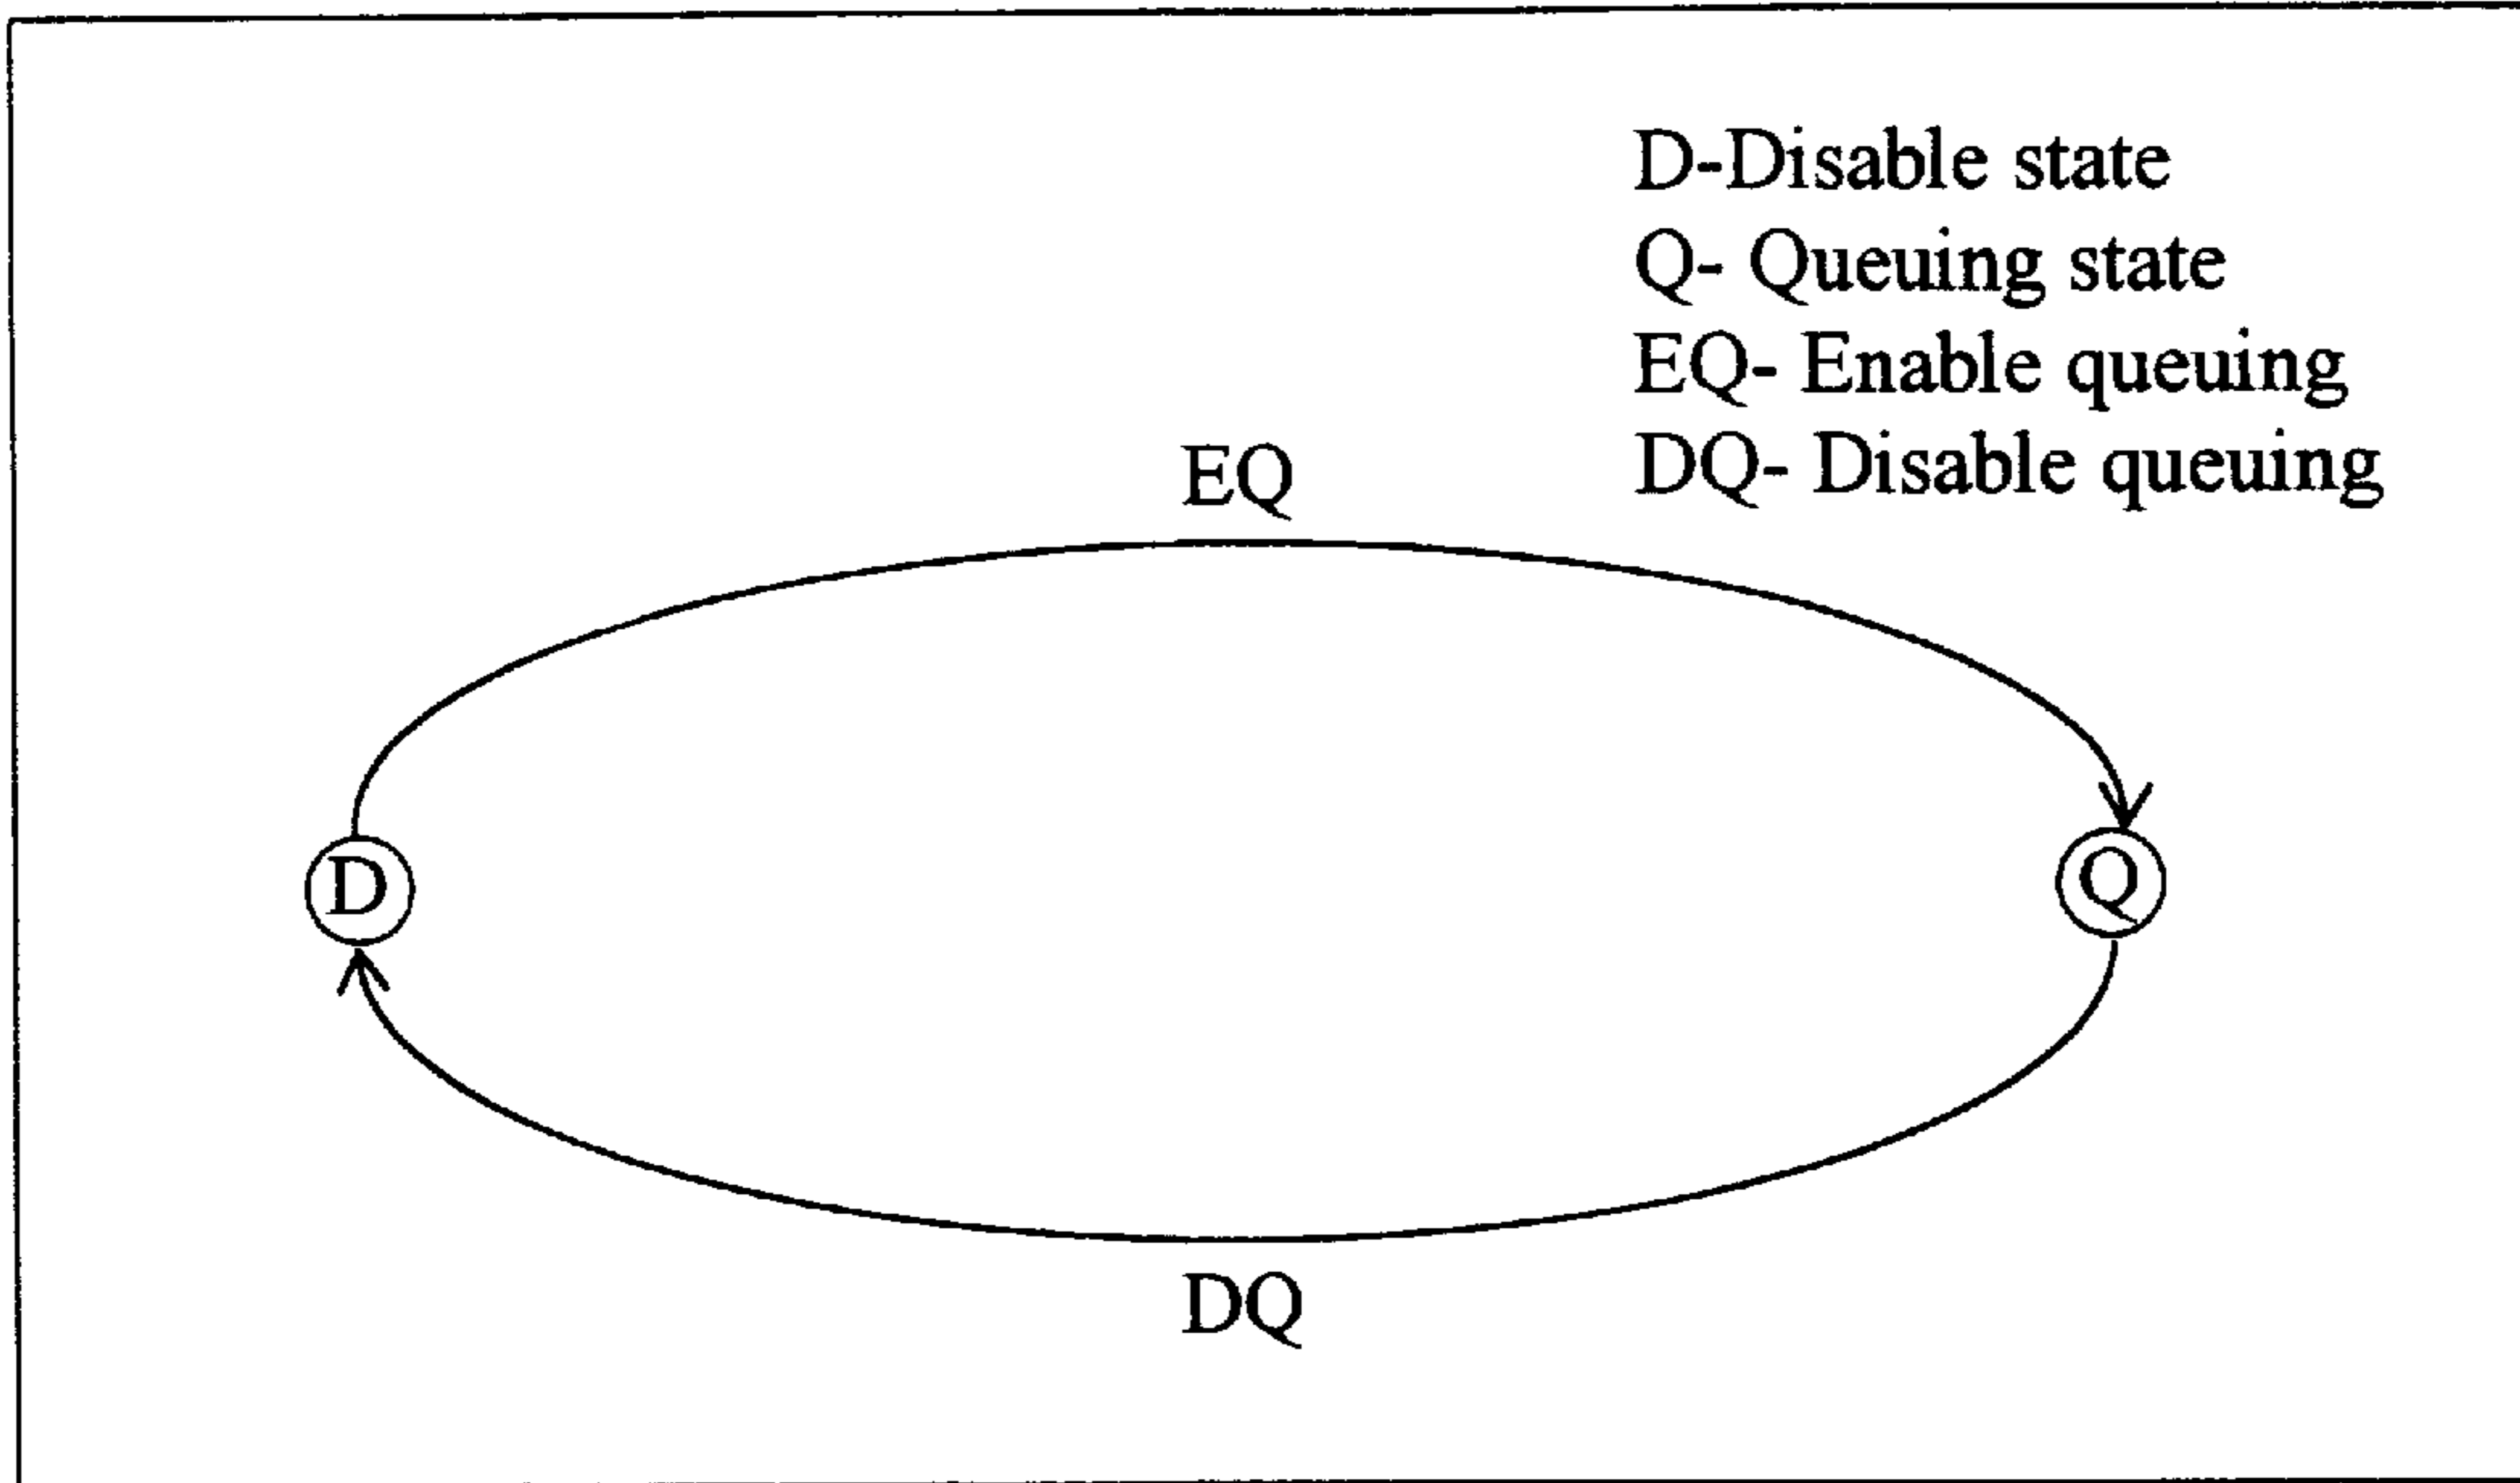 D-Disable state
Q- Queuing state
EQ- Enable queuing
DQ- Disable queuing
EQ
D
Q
DQ